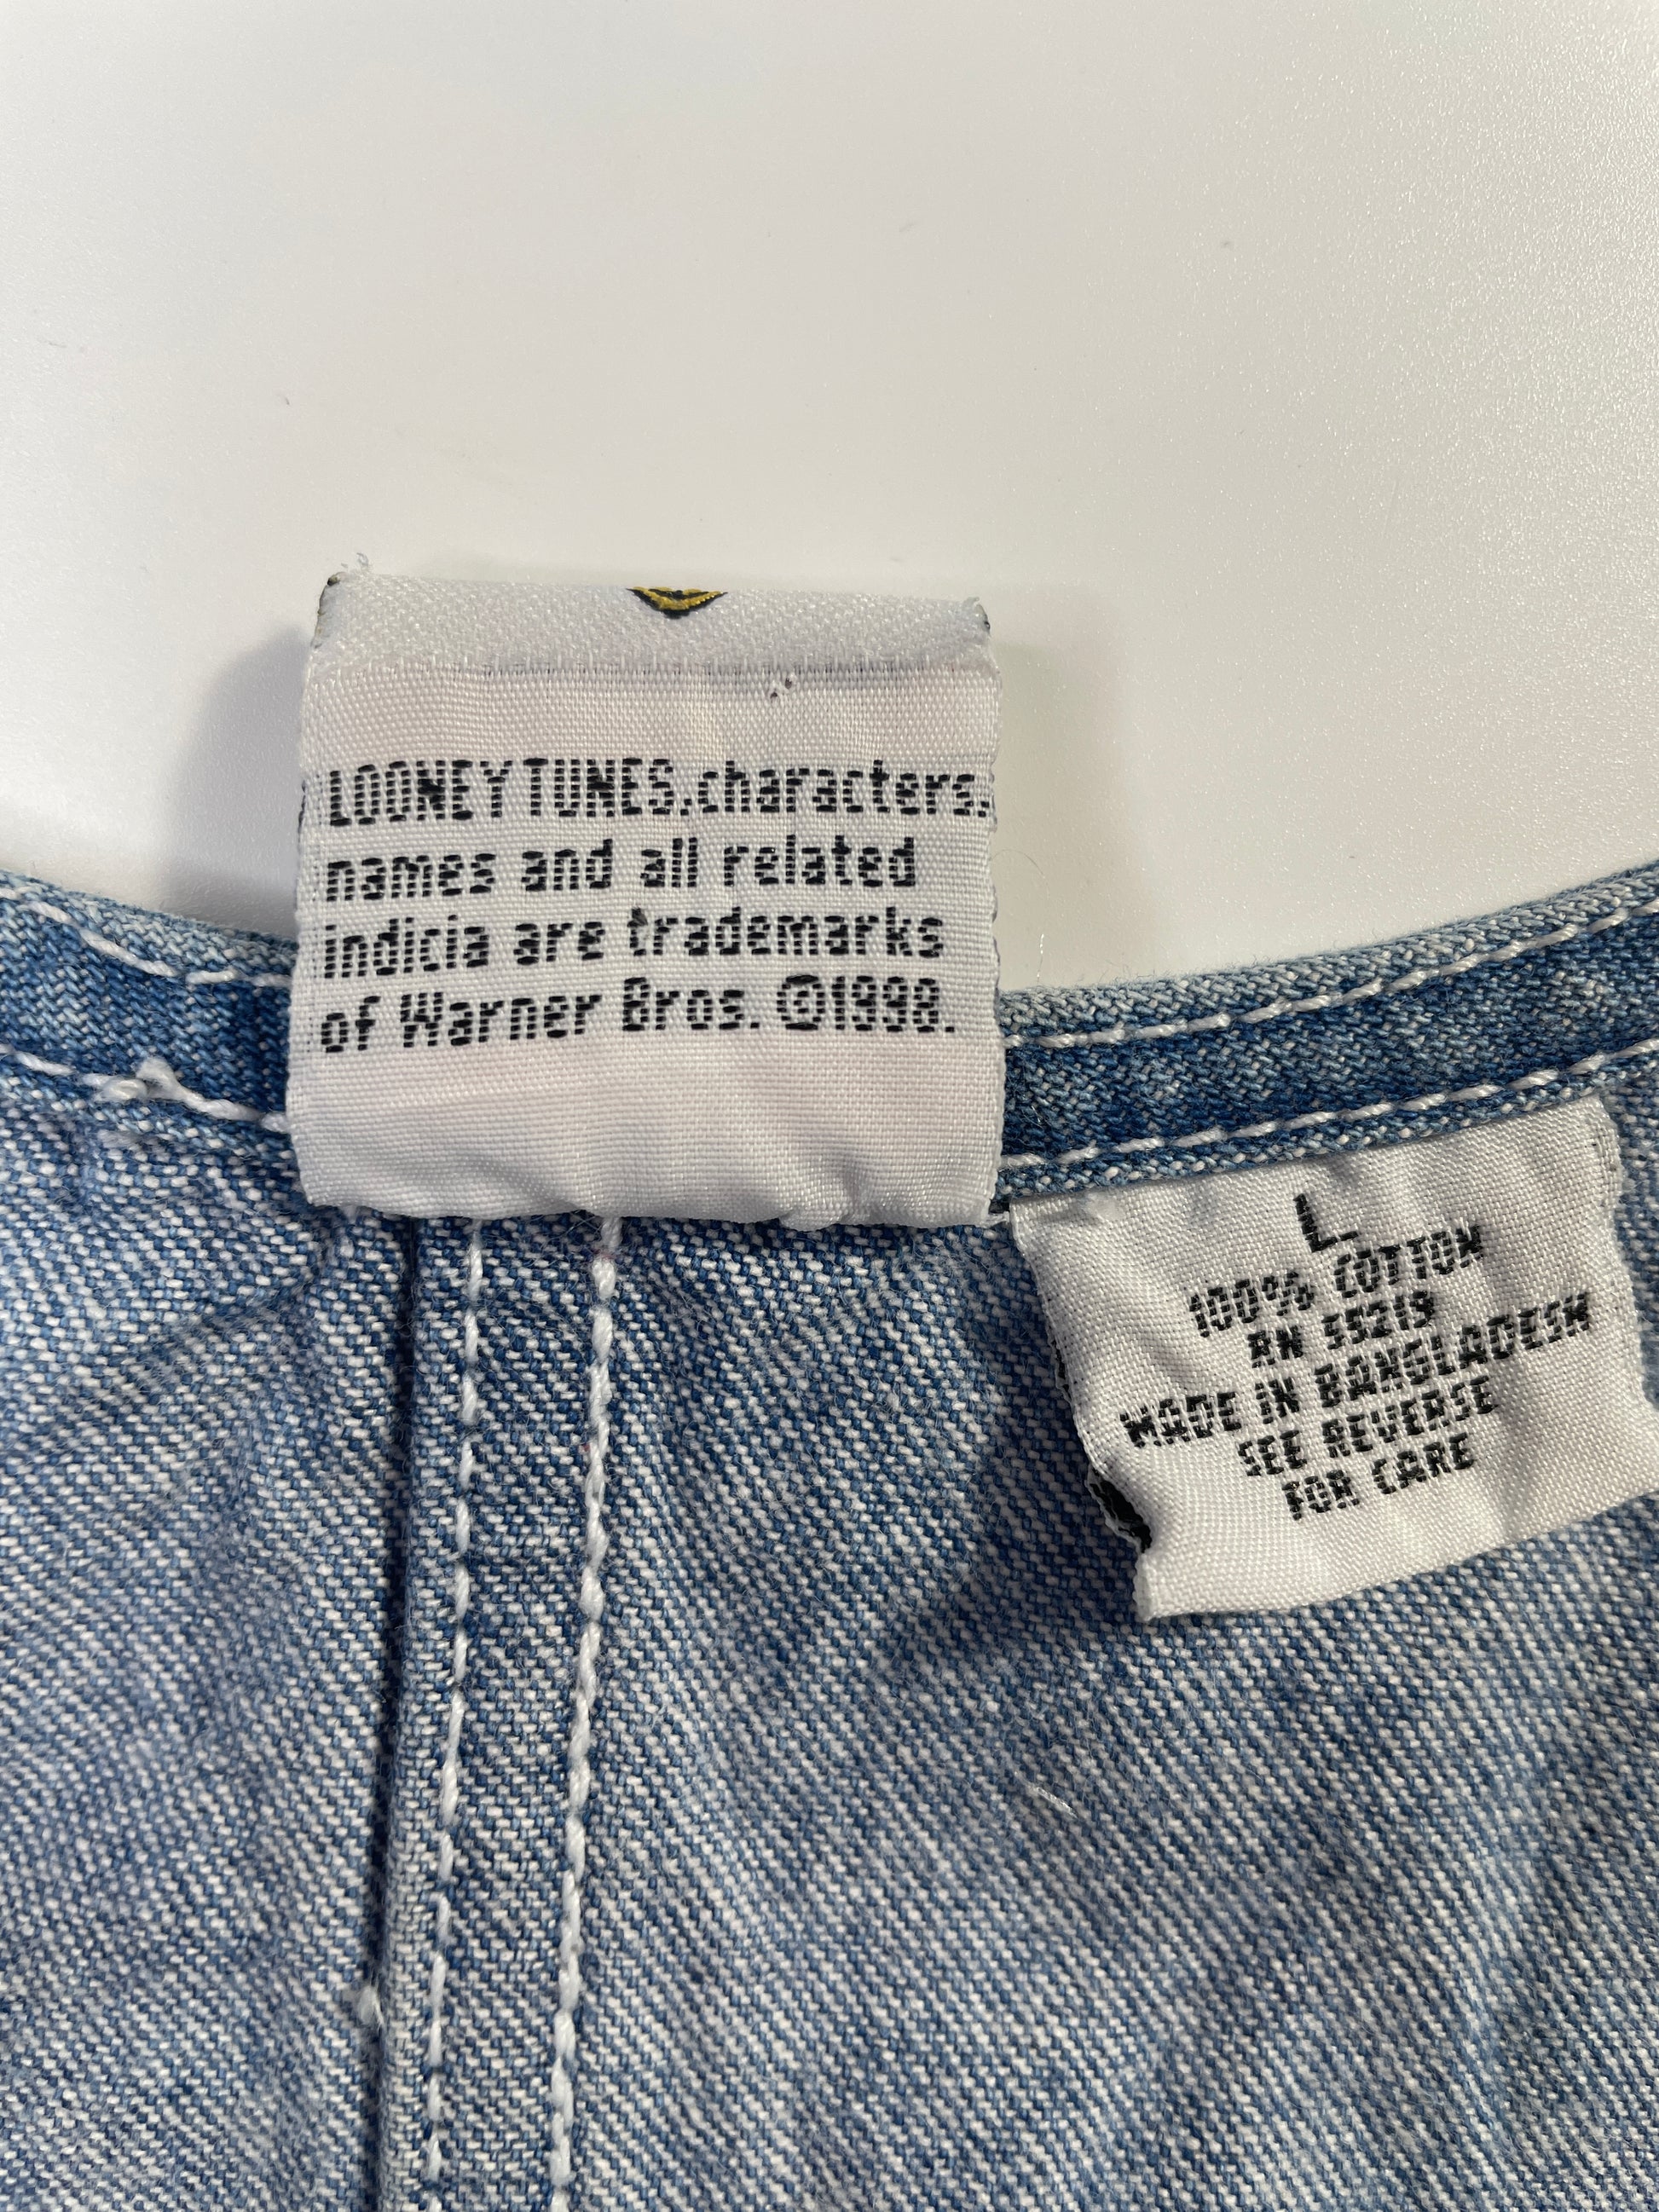 LOONEY TUNES, characters,
names and all related
indicia are trademarks
of Warner Bros. ©1998.
L
100% COTTON
RN 55219
MADE IN BANGLADESH
SEE REVERSE
FOR CARE